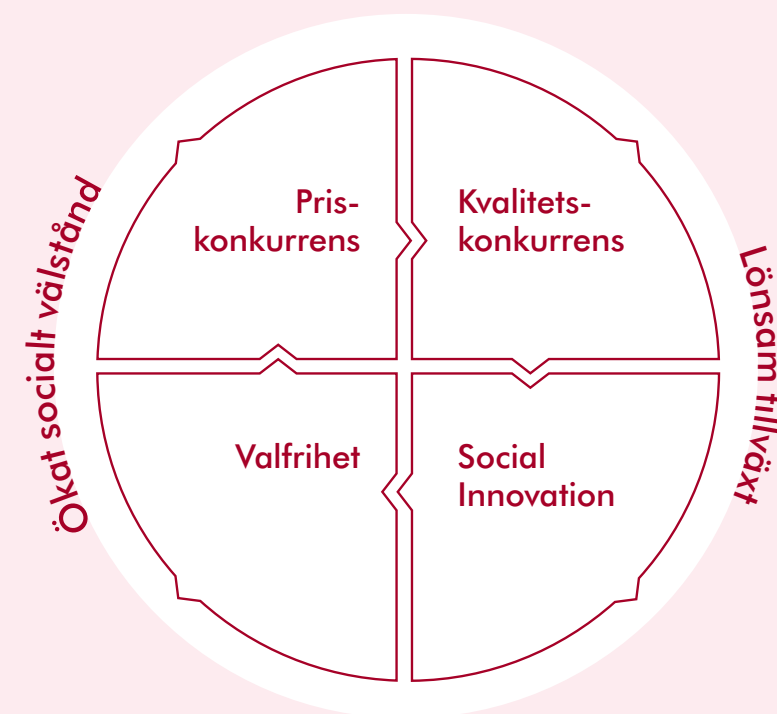 Pris-
konkurrens
Kvalitets-
konkurrens
Valfrihet
Social
Innovation
Ökat socialt välstånd
Lönsam tillväxt